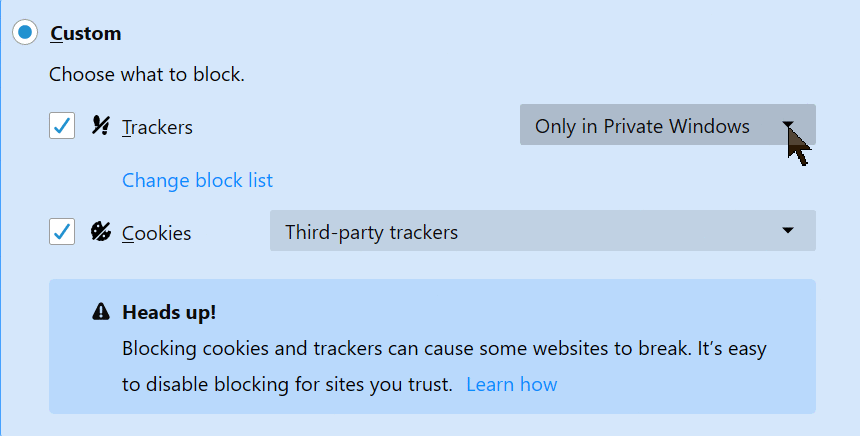 Custom
Choose what to block.
Trackers
Only in Private Windows
Change block list
Cookies
Third-party trackers
Heads up!
Blocking cookies and trackers can cause some websites to break. It’s easy
to disable blocking for sites you trust. Learn how